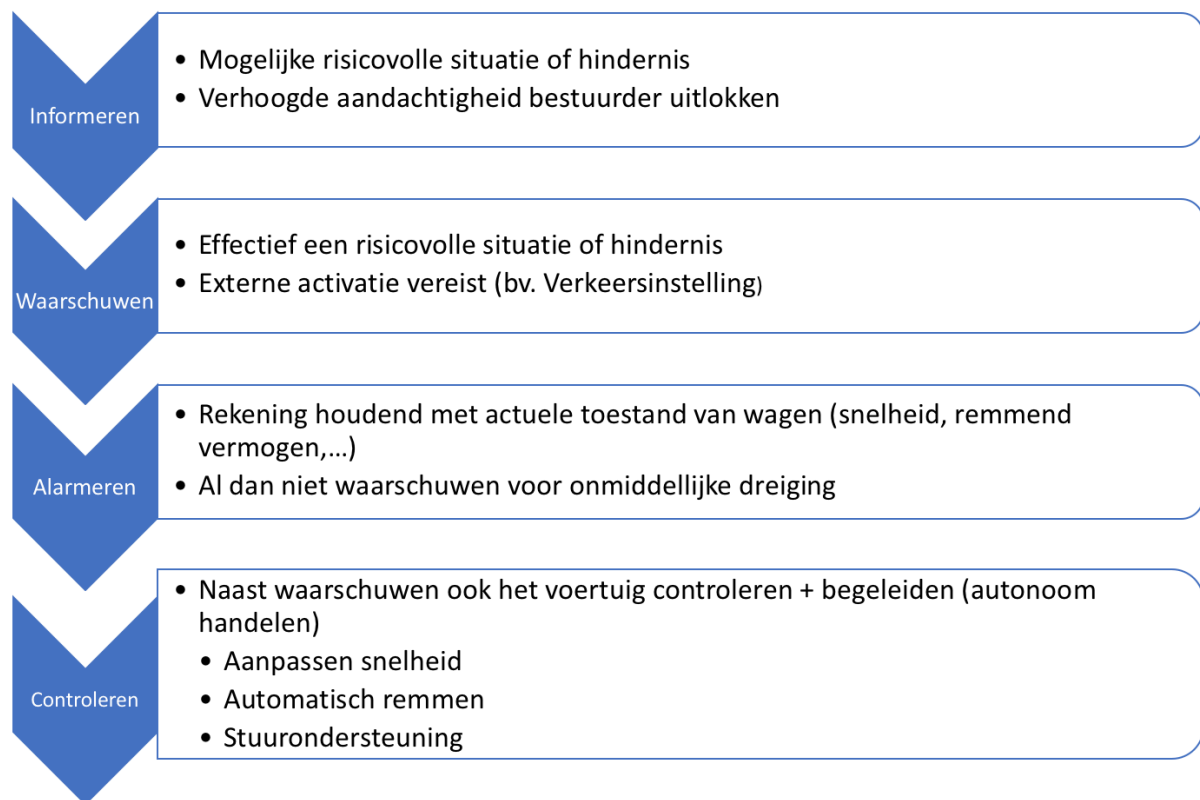 Informeren
• Mogelijke risicovolle situatie of hindernis
• Verhoogde aandachtigheid bestuurder uitlokken
Waarschuwen
• Effectief een risicovolle situatie of hindernis
• Externe activatie vereist (bv. Verkeersinstelling)
Alarmeren
• Rekening houdend met actuele toestand van wagen (snelheid, remmend
vermogen,...)
• Al dan niet waarschuwen voor onmiddellijke dreiging
Controleren
• Naast waarschuwen ook het voertuig controleren + begeleiden (autonoom
handelen)
• Aanpassen snelheid
• Automatisch remmen
• Stuurondersteuning